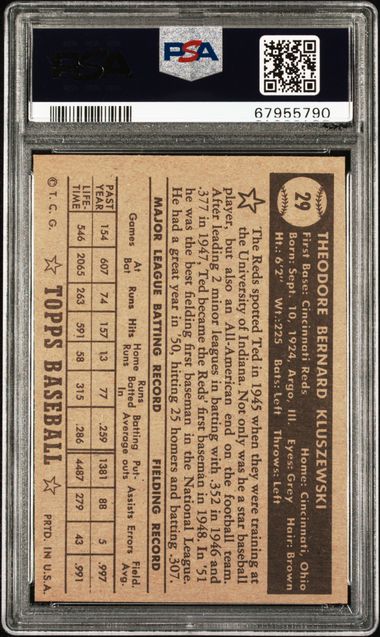 PSA
PSA
67955790
29
THEODORE BERNARD KLUSZEWSKI
First Base: Cincinnati Reds Home: Cincinnati, Ohio
Born: Sept. 10, 1924, Argo, Ill. Eyes: Grey Hair: Brown
Ht.: 6'2" Wt.: 225 Bats: Left Throws: Left
The Reds spotted Ted in 1945 when they were training at
the University of Indiana. Not only was he a star baseball
player, but also an All-American end on the football team.
After leading 2 minor leagues in batting with .352 in 1946 and
.377 in 1947, Ted became the Reds' first baseman in 1948. In '51
he was the best fielding first baseman in the National League.
He had a great year in '50, hitting 25 homers and batting .307.
MAJOR LEAGUE BATTING RECORD FIELDING RECORD
Games At Bat Runs Hits Home Runs Runs Batted In Batting Average Put-outs Assists Errors Field. Avg.
PAST YEAR 154 607 74 157 13 77 .259 1381 88 5 .997
LIFE-TIME 546 2065 263 591 58 315 .286 4487 279 43 .991
© T. C. G. TOPPS BASEBALL PRTD. IN U.S.A.